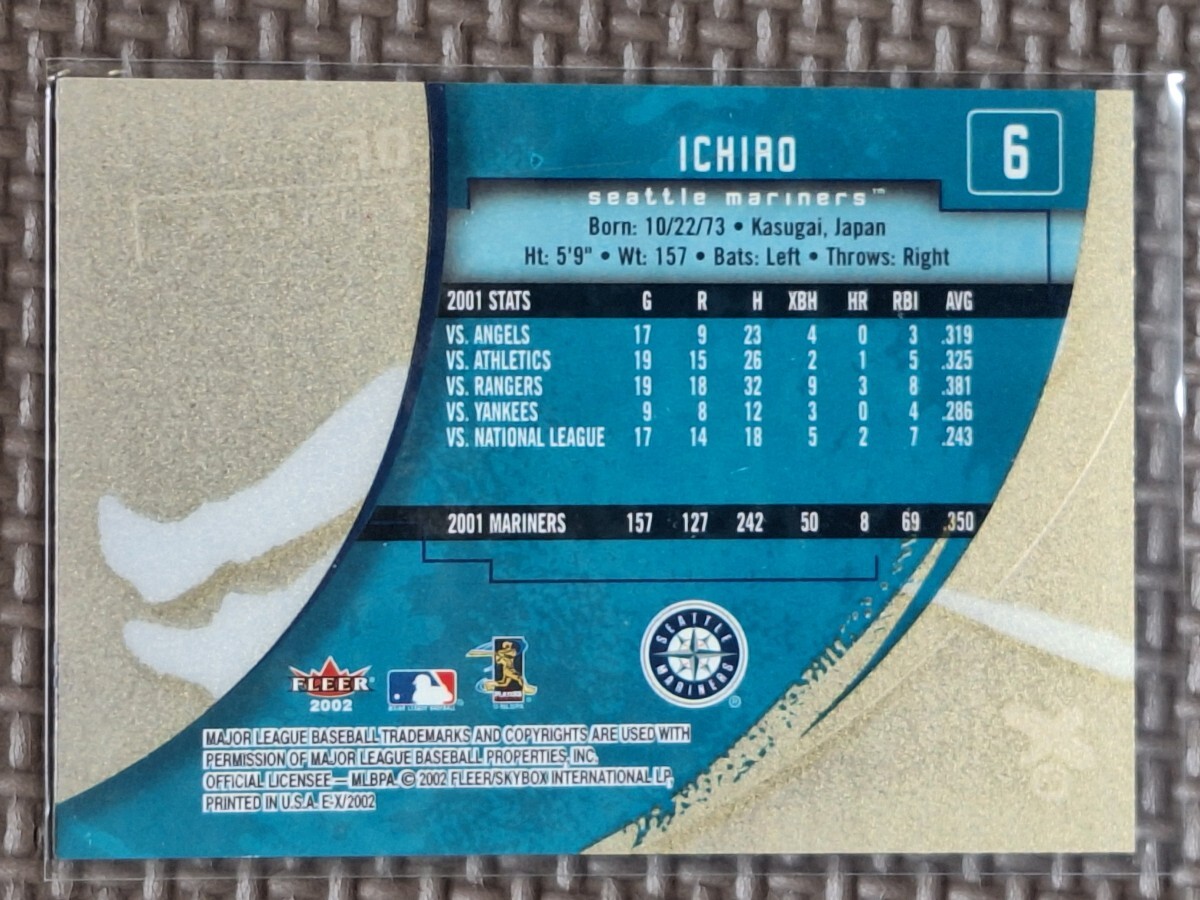 6
ICHIRO
seattle mariners™
Born: 10/22/73 • Kasugai, Japan
Ht: 5'9" • Wt: 157 • Bats: Left • Throws: Right
2001 STATS G R H XBH HR RBI AVG
VS. ANGELS 17 9 23 4 0 3 .319
VS. ATHLETICS 19 15 26 2 1 5 .325
VS. RANGERS 19 18 32 9 3 8 .381
VS. YANKEES 9 8 12 3 0 4 .286
VS. NATIONAL LEAGUE 17 14 18 5 2 7 .243
2001 MARINERS 157 127 242 50 8 69 .350
SEATTLE MARINERS ®
FLEER®
2002
PLAYERS
MAJOR LEAGUE BASEBALL TRADEMARKS AND COPYRIGHTS ARE USED WITH
PERMISSION OF MAJOR LEAGUE BASEBALL PROPERTIES, INC.
OFFICIAL LICENSEE — MLBPA. © 2002 FLEER/SKYBOX INTERNATIONAL LP,
PRINTED IN U.S.A. E-X/2002